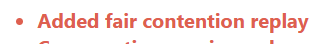 • Added fair contention replay